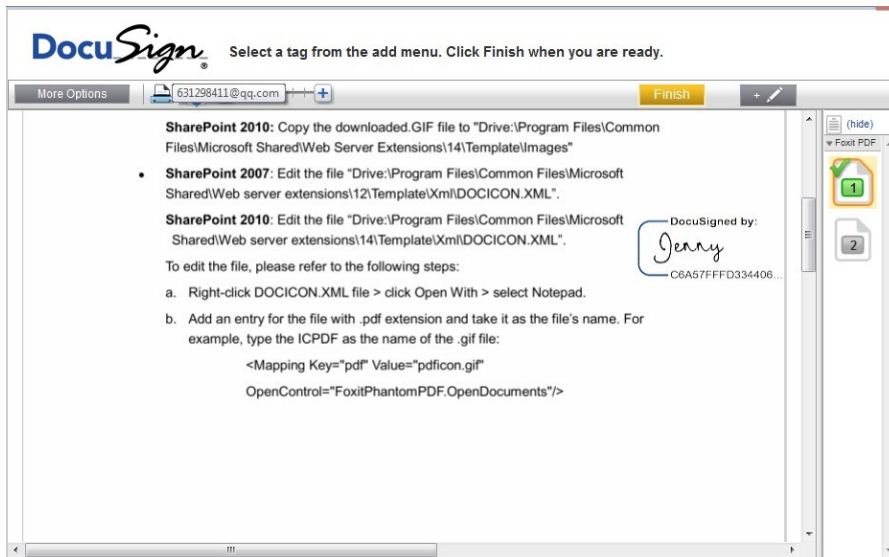 DocuSign®
Select a tag from the add menu. Click Finish when you are ready.
More Options
631298411@qq.com
+
Finish
+
(hide)
Foxit PDF
1
2
SharePoint 2010: Copy the downloaded.GIF file to "Drive:\Program Files\Common
Files\Microsoft Shared\Web Server Extensions\14\Template\Images"
• SharePoint 2007: Edit the file “Drive:\Program Files\Common Files\Microsoft
Shared\Web server extensions\12\Template\Xml\DOCICON.XML”.
SharePoint 2010: Edit the file “Drive:\Program Files\Common Files\Microsoft
Shared\Web server extensions\14\Template\Xml\DOCICON.XML”.
DocuSigned by:
Jenny
C6A57FFFD334406...
To edit the file, please refer to the following steps:
a. Right-click DOCICON.XML file > click Open With > select Notepad.
b. Add an entry for the file with .pdf extension and take it as the file’s name. For
example, type the ICPDF as the name of the .gif file:
<Mapping Key="pdf" Value="pdficon.gif"
OpenControl="FoxitPhantomPDF.OpenDocuments"/>